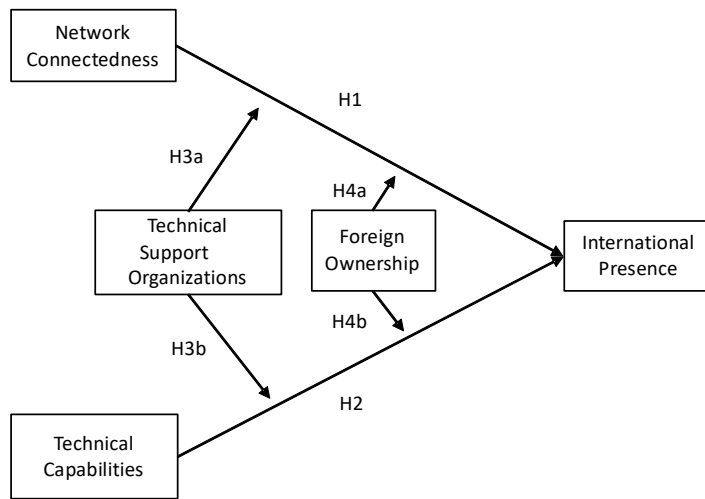 Network
Connectedness
H1
H3a
H4a
Technical
Support
Organizations
Foreign
Ownership
International
Presence
H4b
H3b
H2
Technical
Capabilities